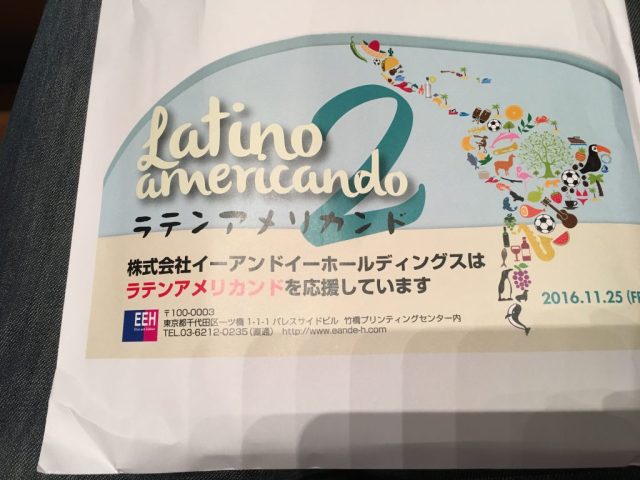 Latino
americando
2
ラテンアメリカンド
株式会社イーアンドイーホールディングスは
ラテンアメリカンドを応援しています
EEH
〒100-0003
東京都千代田区一ツ橋 1-1-1 パレスサイドビル 竹橋プリンティングセンター内
TEL.03-6212-0235 (直通) http://www.eande-h.com
2016.11.25 (FR